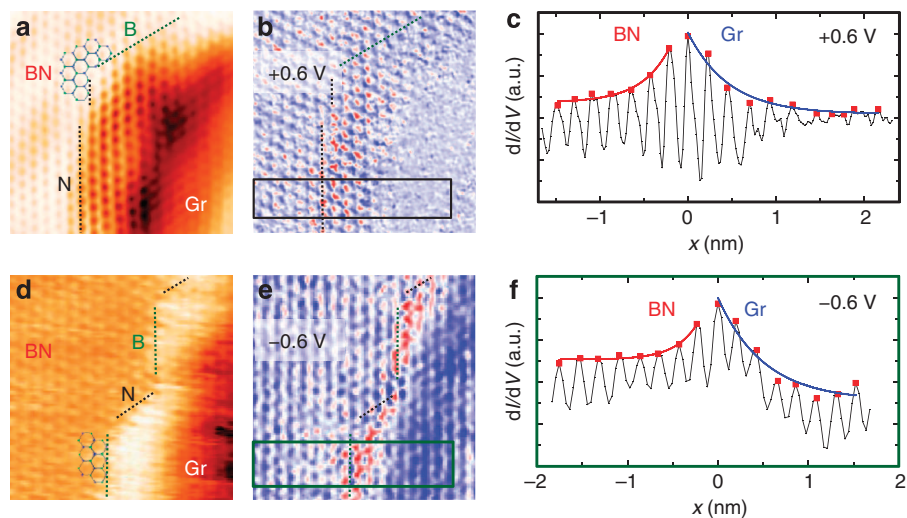 a
B
BN
N
Gr
b
+0.6 V
c
BN
Gr
+0.6 V
dI/dV (a.u.)
−1 0 1 2
x (nm)
d
BN
B
N
Gr
e
−0.6 V
f
BN
Gr
−0.6 V
dI/dV (a.u.)
−2 −1 0 1 2
x (nm)